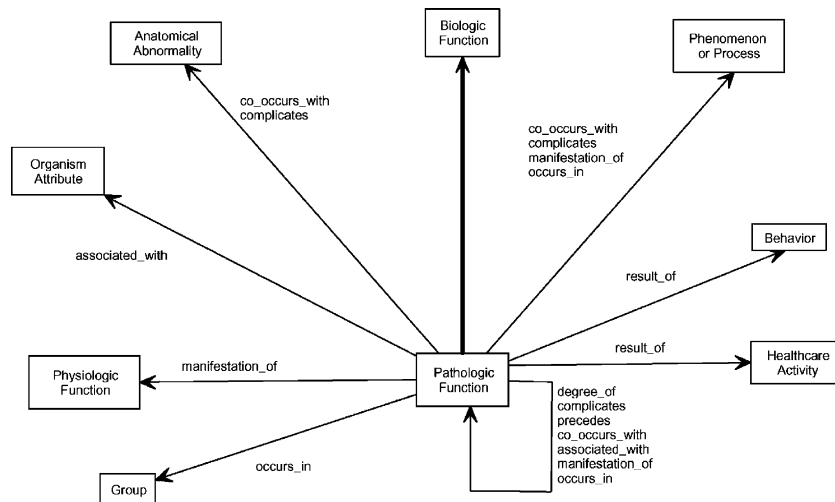 Anatomical
Abnormality
Biologic
Function
Phenomenon
or Process
co_occurs_with
complicates
co_occurs_with
complicates
manifestation_of
occurs_in
Organism
Attribute
associated_with
Behavior
result_of
Physiologic
Function
manifestation_of
Pathologic
Function
result_of
Healthcare
Activity
degree_of
complicates
precedes
co_occurs_with
associated_with
manifestation_of
occurs_in
occurs_in
Group